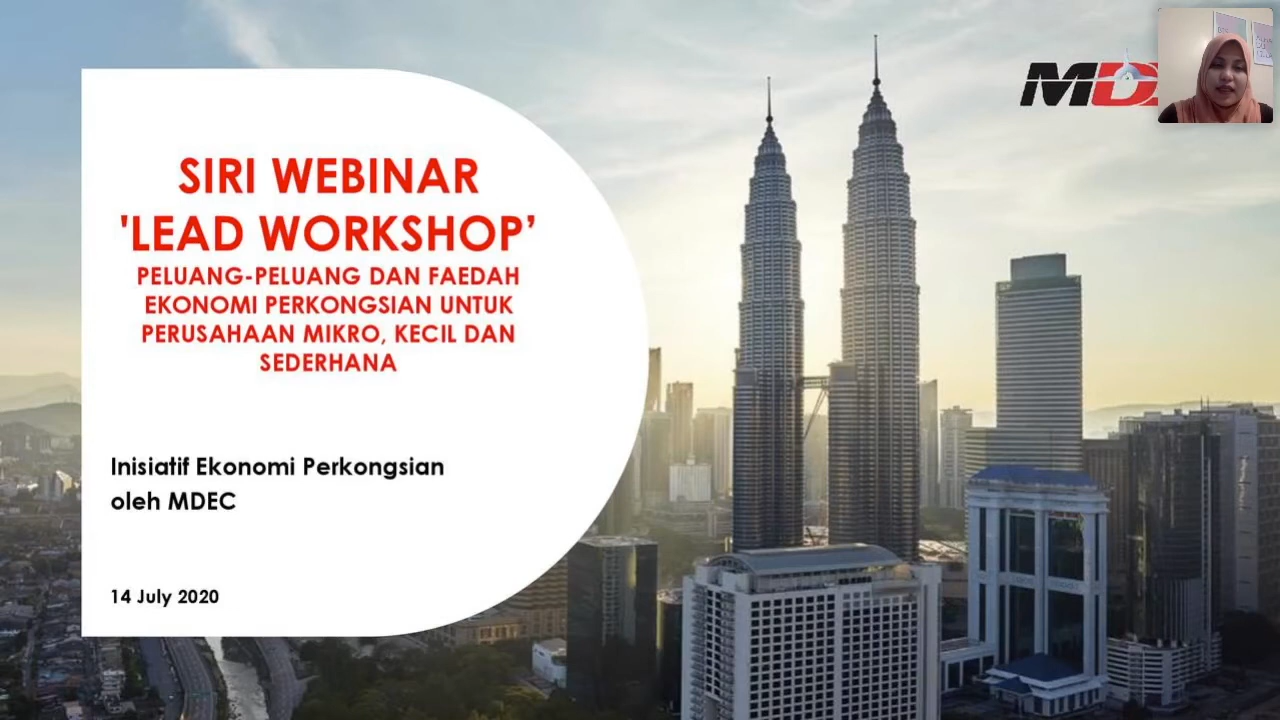 SIRI WEBINAR
'LEAD WORKSHOP’
PELUANG-PELUANG DAN FAEDAH
EKONOMI PERKONGSIAN UNTUK
PERUSAHAAN MIKRO, KECIL DAN
SEDERHANA
Inisiatif Ekonomi Perkongsian
oleh MDEC
14 July 2020